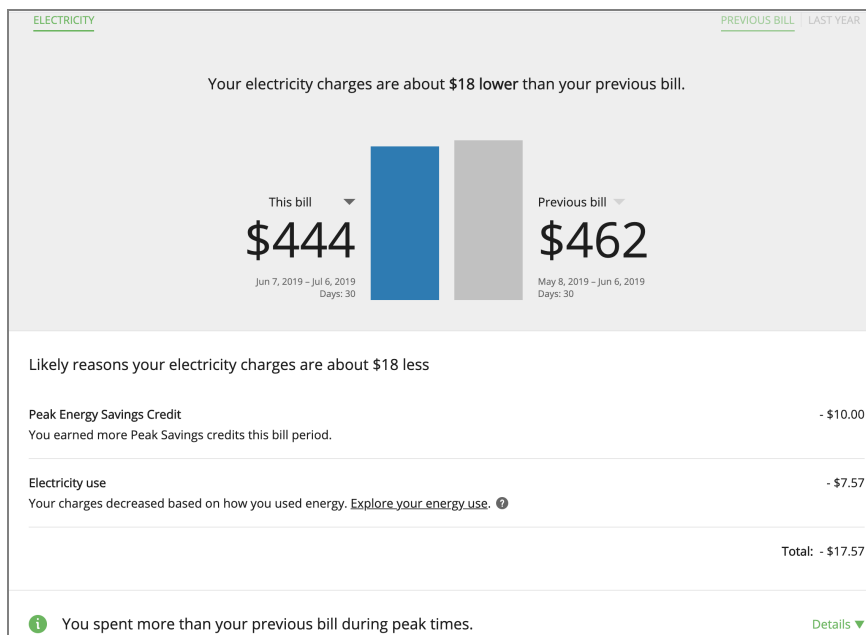 ELECTRICITY
PREVIOUS BILL LAST YEAR
Your electricity charges are about $18 lower than your previous bill.
This bill
$444
Jun 7, 2019 – Jul 6, 2019
Days: 30
Previous bill
$462
May 8, 2019 – Jun 6, 2019
Days: 30
Likely reasons your electricity charges are about $18 less
Peak Energy Savings Credit - $10.00
You earned more Peak Savings credits this bill period.
Electricity use - $7.57
Your charges decreased based on how you used energy. Explore your energy use. ?
Total: - $17.57
i You spent more than your previous bill during peak times. Details ▼